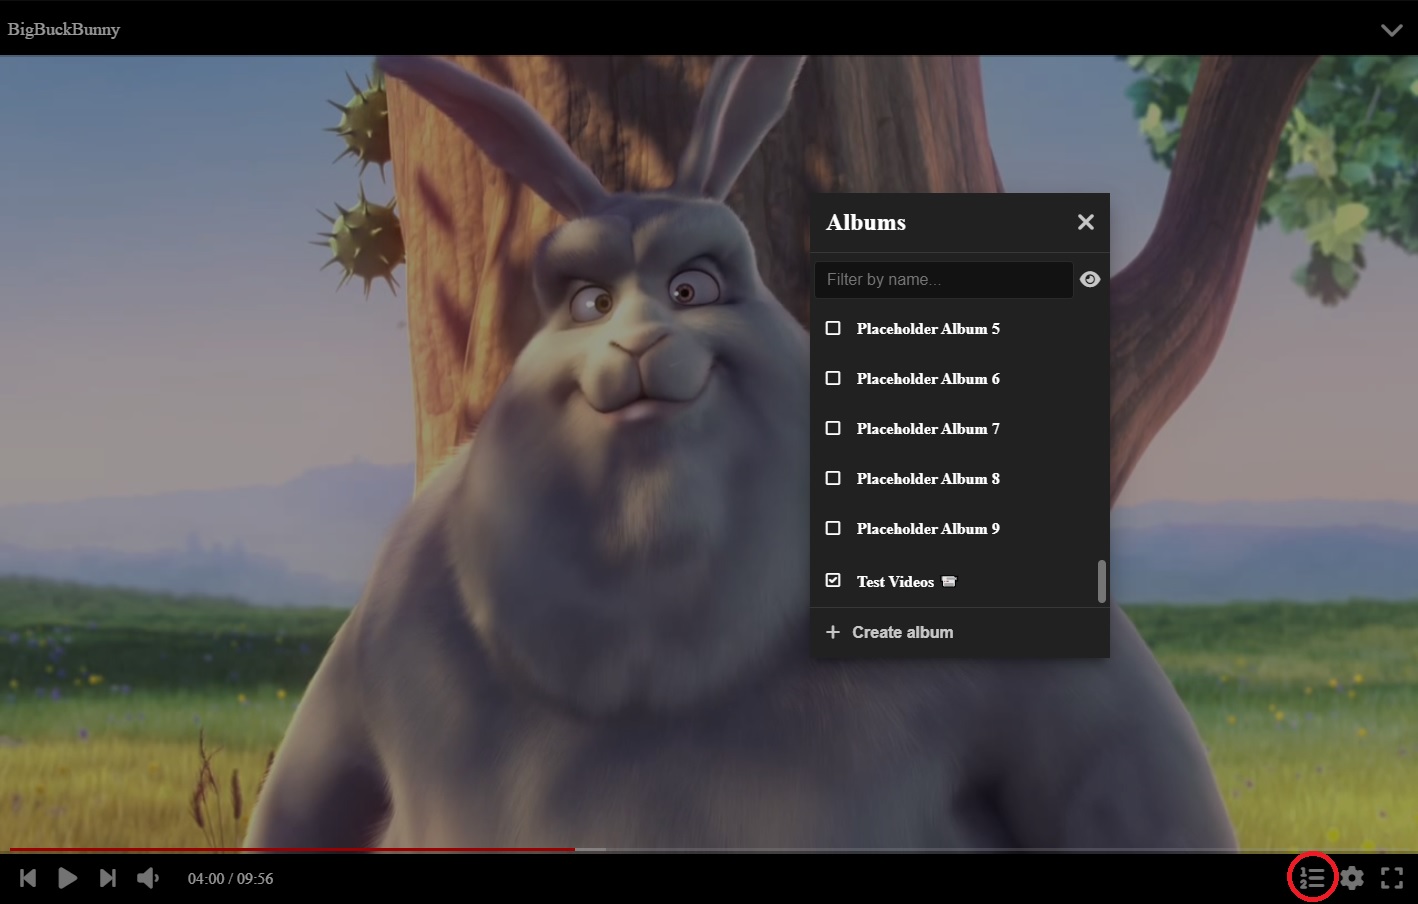 BigBuckBunny
Albums
Filter by name...
Placeholder Album 5
Placeholder Album 6
Placeholder Album 7
Placeholder Album 8
Placeholder Album 9
Test Videos
Create album
04:00 / 09:56